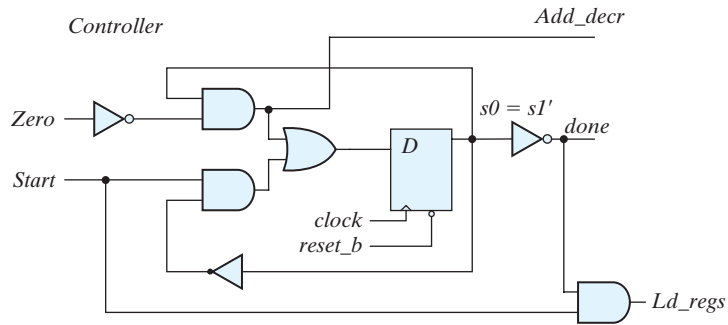 Controller
Add_decr
Zero
s0 = s1′
D
done
Start
clock
reset_b
Ld_regs